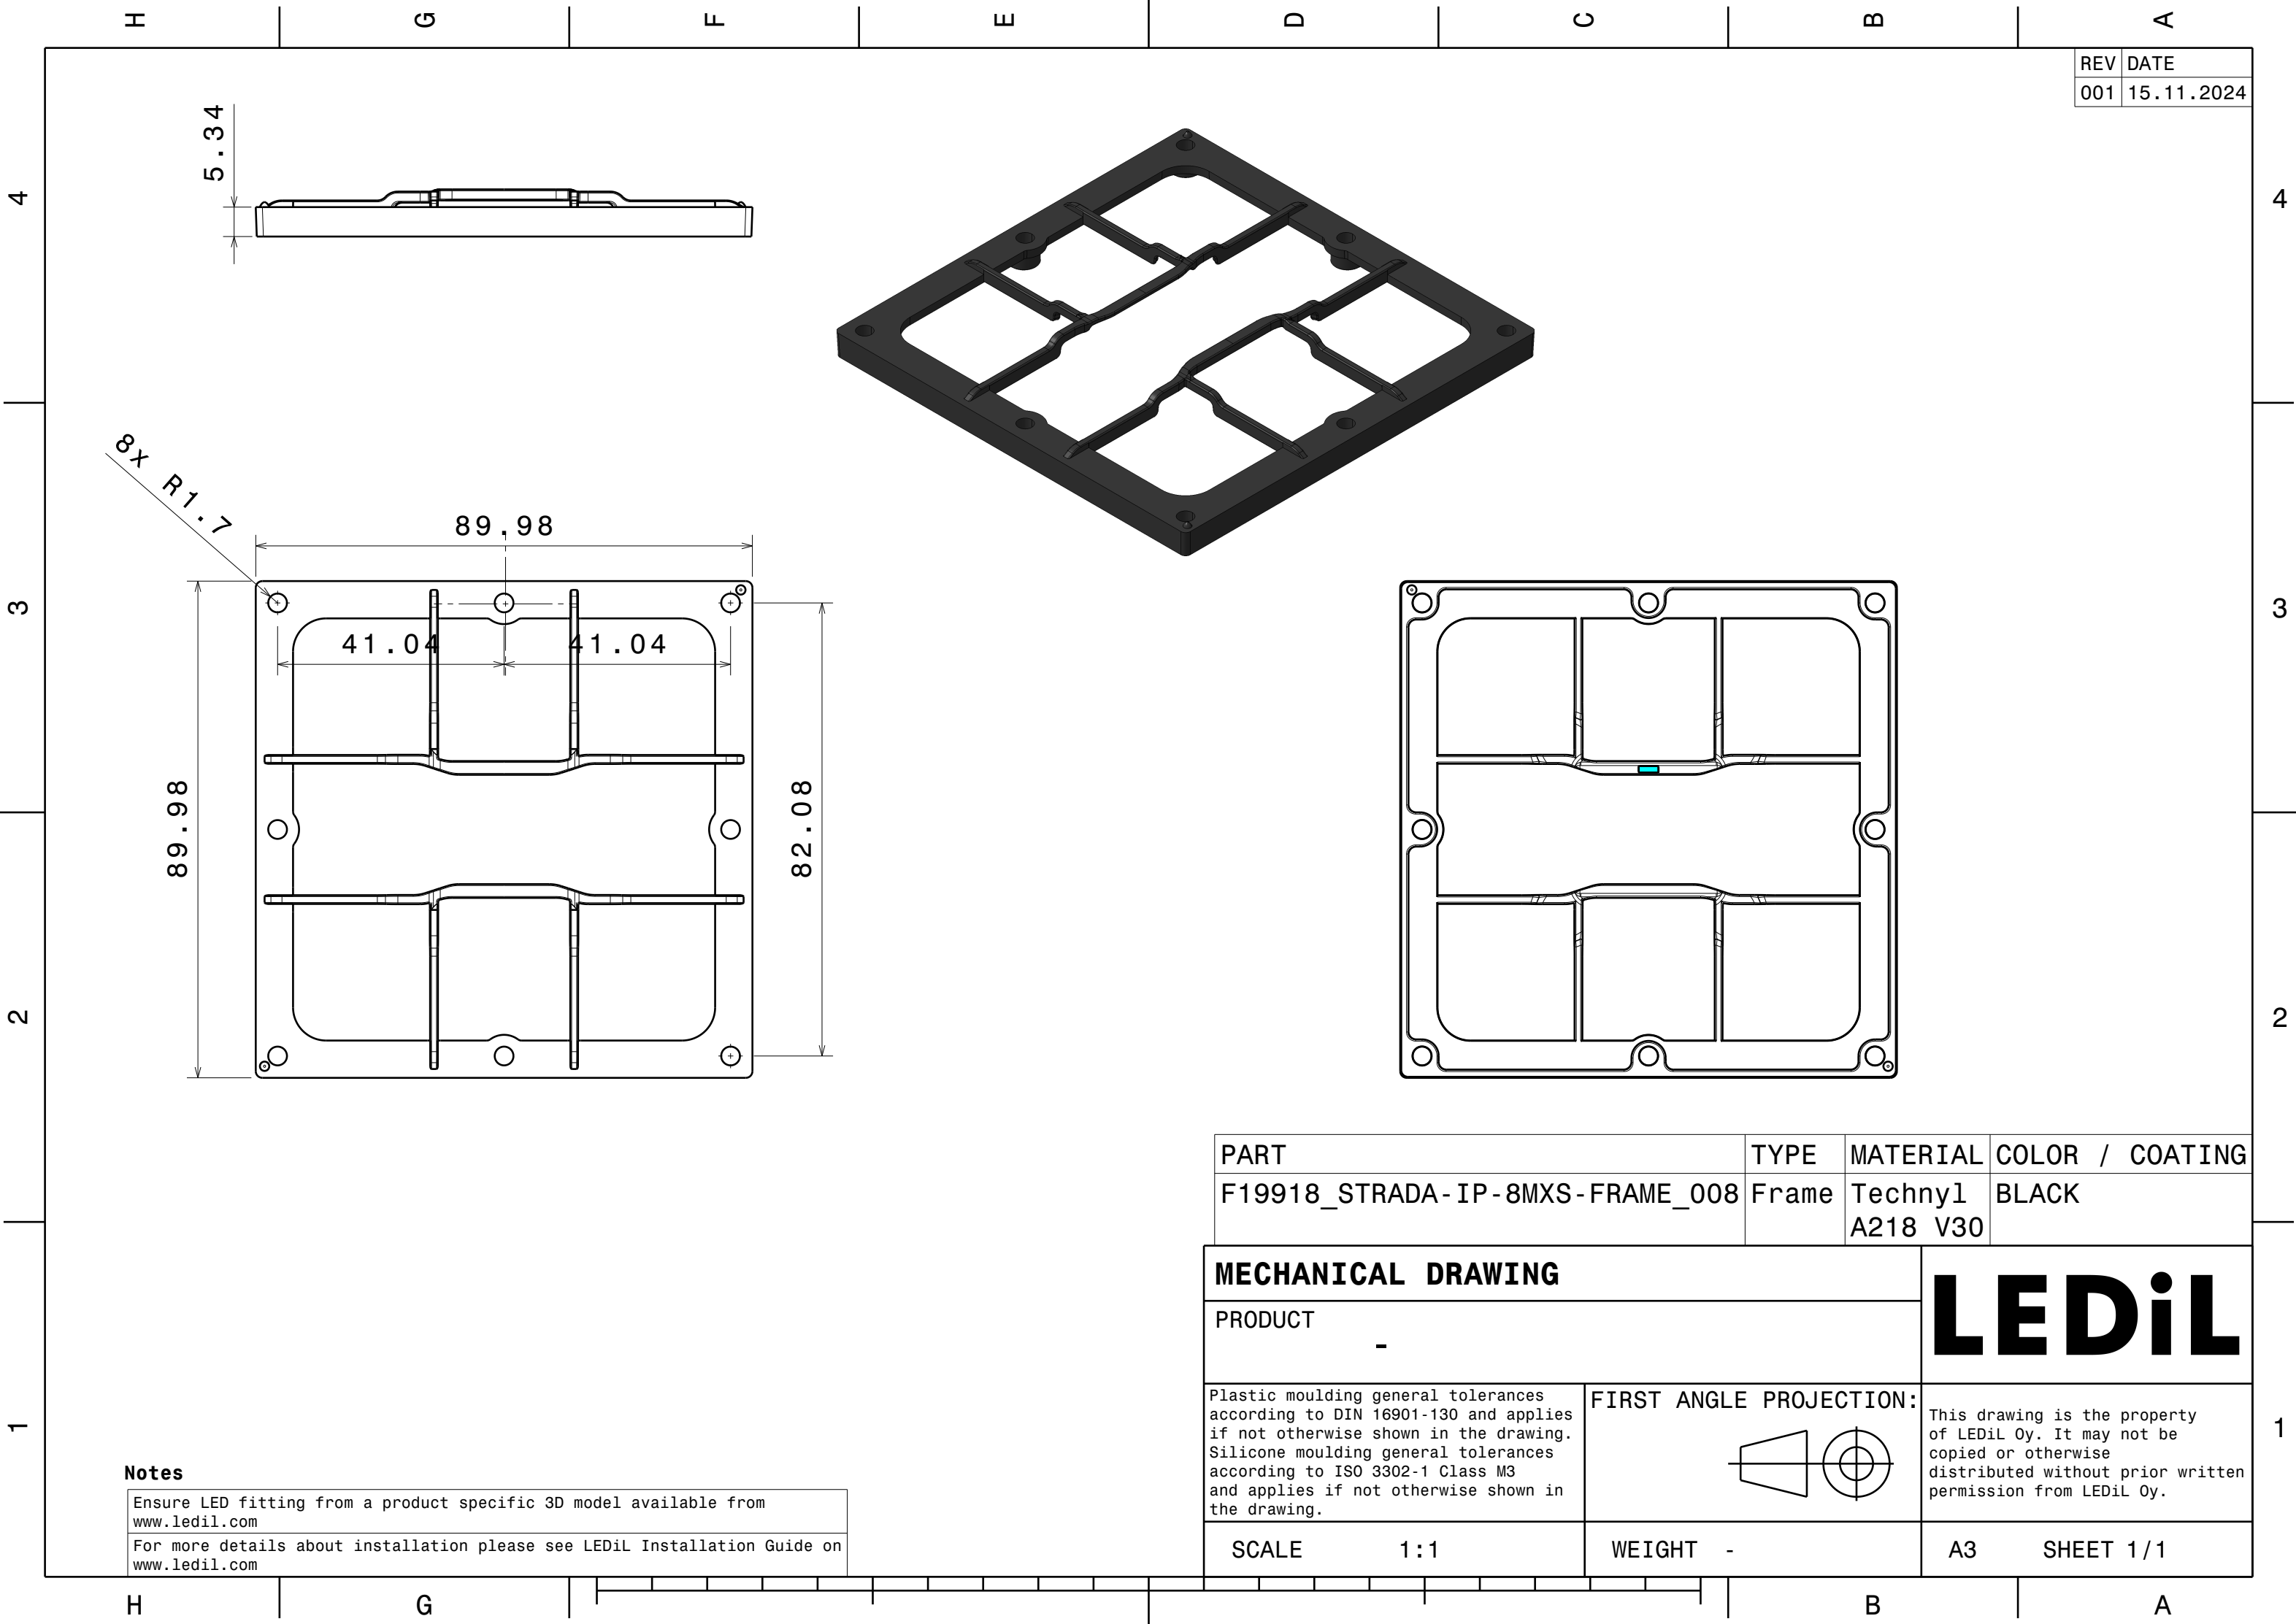 H G F E D C B A
REV DATE
001 15.11.2024
5.34
4 4
8x R1.7
89.98
3 3
41.04 41.04
89.98
82.08
2 2
PART TYPE MATERIAL COLOR / COATING
F19918_STRADA-IP-8MXS-FRAME_008 Frame Technyl BLACK
A218 V30
MECHANICAL DRAWING
LEDiL
PRODUCT
-
Plastic moulding general tolerances
according to DIN 16901-130 and applies
if not otherwise shown in the drawing.
Silicone moulding general tolerances
according to ISO 3302-1 Class M3
and applies if not otherwise shown in
the drawing.
FIRST ANGLE PROJECTION:
This drawing is the property
of LEDiL Oy. It may not be
copied or otherwise
distributed without prior written
permission from LEDiL Oy.
1 1
Notes
Ensure LED fitting from a product specific 3D model available from
www.ledil.com
For more details about installation please see LEDiL Installation Guide on
www.ledil.com
SCALE 1:1
WEIGHT -
A3 SHEET 1/1
H G B A